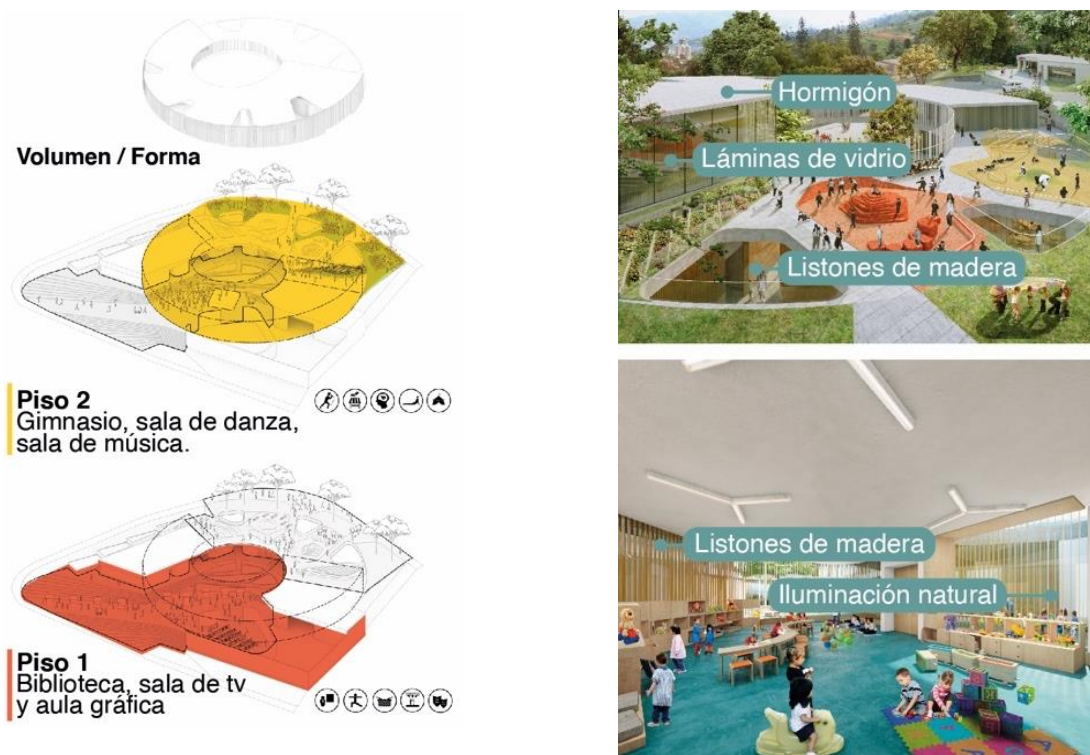 Volumen / Forma
Piso 2
Gimnasio, sala de danza,
sala de música.
Piso 1
Biblioteca, sala de tv
y aula gráfica
Hormigón
Láminas de vidrio
Listones de madera
Listones de madera
Iluminación natural